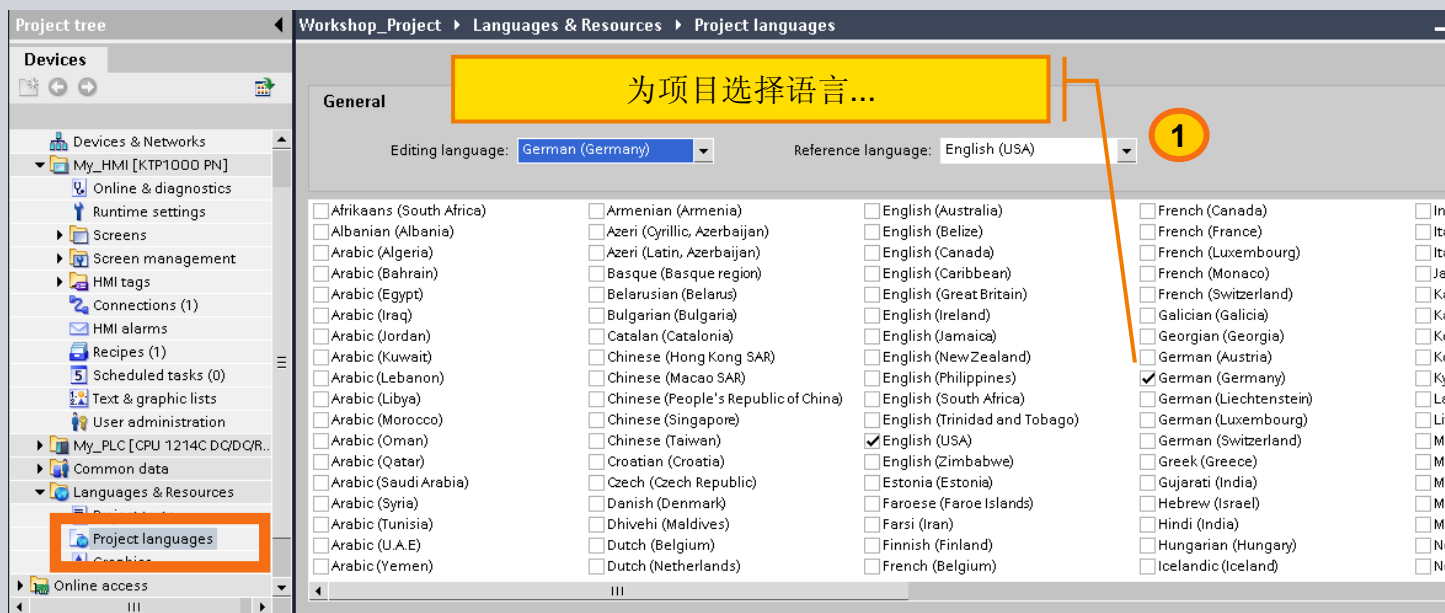 Project tree
Workshop_Project ▸ Languages & Resources ▸ Project languages
Devices
General
为项目选择语言...
1
Editing language: German (Germany)
Reference language: English (USA)
Devices & Networks
My_HMI [KTP1000 PN]
Online & diagnostics
Runtime settings
Screens
Screen management
HMI tags
Connections (1)
HMI alarms
Recipes (1)
Scheduled tasks (0)
Text & graphic lists
User administration
My_PLC [CPU 1214C DC/DC/R..
Common data
Languages & Resources
Project languages
Graphics
Online access
Afrikaans (South Africa)
Albanian (Albania)
Arabic (Algeria)
Arabic (Bahrain)
Arabic (Egypt)
Arabic (Iraq)
Arabic (Jordan)
Arabic (Kuwait)
Arabic (Lebanon)
Arabic (Libya)
Arabic (Morocco)
Arabic (Oman)
Arabic (Qatar)
Arabic (Saudi Arabia)
Arabic (Syria)
Arabic (Tunisia)
Arabic (U.A.E)
Arabic (Yemen)
Armenian (Armenia)
Azeri (Cyrillic, Azerbaijan)
Azeri (Latin, Azerbaijan)
Basque (Basque region)
Belarusian (Belarus)
Bulgarian (Bulgaria)
Catalan (Catalonia)
Chinese (Hong Kong SAR)
Chinese (Macao SAR)
Chinese (People's Republic of China)
Chinese (Singapore)
Chinese (Taiwan)
Croatian (Croatia)
Czech (Czech Republic)
Danish (Denmark)
Dhivehi (Maldives)
Dutch (Belgium)
Dutch (Netherlands)
English (Australia)
English (Belize)
English (Canada)
English (Caribbean)
English (Great Britain)
English (Ireland)
English (Jamaica)
English (New Zealand)
English (Philippines)
English (South Africa)
English (Trinidad and Tobago)
English (USA)
English (Zimbabwe)
Estonia (Estonia)
Faroese (Faroe Islands)
Farsi (Iran)
Finnish (Finland)
French (Belgium)
French (Canada)
French (France)
French (Luxembourg)
French (Monaco)
French (Switzerland)
Galician (Galicia)
Georgian (Georgia)
German (Austria)
German (Germany)
German (Liechtenstein)
German (Luxembourg)
German (Switzerland)
Greek (Greece)
Gujarati (India)
Hebrew (Israel)
Hindi (India)
Hungarian (Hungary)
Icelandic (Iceland)